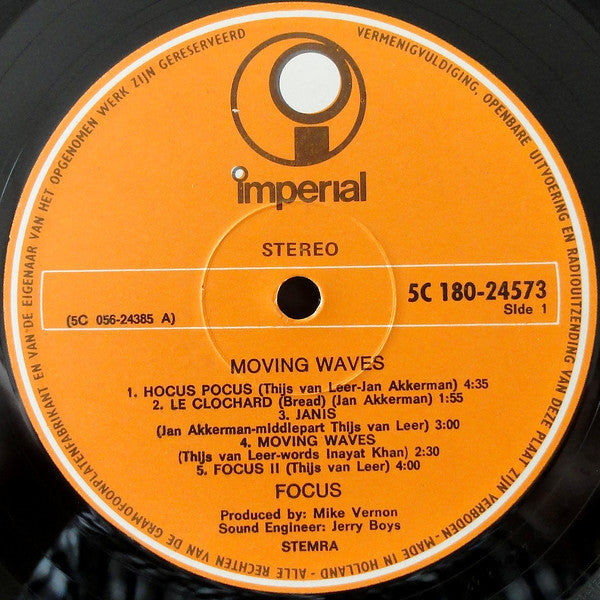 ALLE RECHTEN VAN DE GRAMOFOONPLATENFABRIKANT EN VAN DE EIGENAAR VAN HET OPGENOMEN WERK ZIJN GERESERVEERD
VERMENIGVULDIGING, OPENBARE UITVOERING EN RADIOUITZENDING VAN DEZE PLAAT ZIJN VERBODEN - MADE IN HOLLAND -
imperial
STEREO
5C 180-24573
(5C 056-24385 A)
Side 1
MOVING WAVES
1. HOCUS POCUS (Thijs van Leer-Jan Akkerman) 4:35
2. LE CLOCHARD (Bread) (Jan Akkerman) 1:55
3. JANIS
(Jan Akkerman-middlepart Thijs van Leer) 3:00
4. MOVING WAVES
(Thijs van Leer-words Inayat Khan) 2:30
5. FOCUS II (Thijs van Leer) 4:00
FOCUS
Produced by: Mike Vernon
Sound Engineer: Jerry Boys
STEMRA